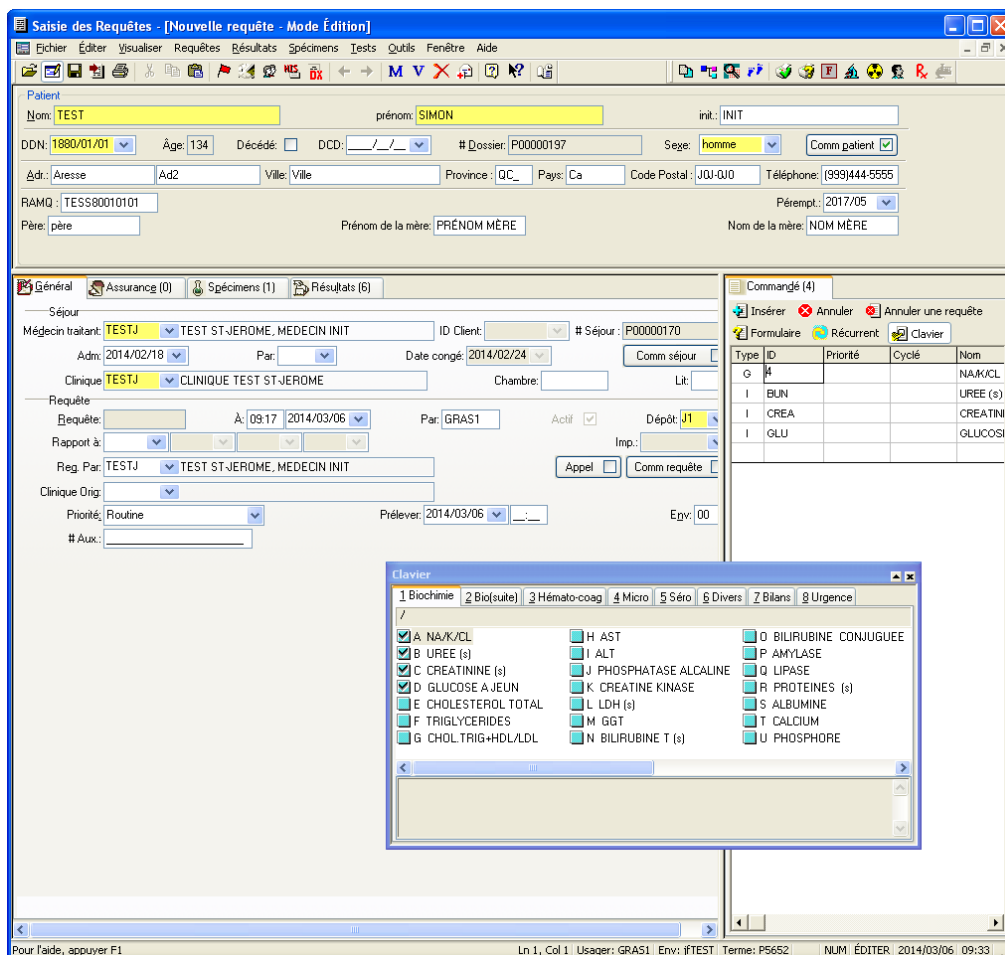 Saisie des Requêtes - [Nouvelle requête - Mode Édition]
Fichier Éditer Visualiser Requêtes Résultats Spécimens Tests Outils Fenêtre Aide
M V
Patient
Nom: TEST prénom: SIMON init.: INIT
DDN: 1880/01/01 Âge: 134 Décédé: DCD: __/_/_ # Dossier: P00000197 Sexe: homme Comm patient
Adr.: Aresse Ad2 Ville: Ville Province : QC_ Pays: Ca Code Postal : J0J-0J0 Téléphone: (999)444-5555
RAMQ : TESS80010101 Pérempt.: 2017/05
Père: père Prénom de la mère: PRÉNOM MÈRE Nom de la mère: NOM MÈRE
Général Assurance (0) Spécimens (1) Résultats (6)
Séjour
Médecin traitant: TESTJ TEST ST-JEROME, MEDECIN INIT ID Client: # Séjour : P00000170
Adm: 2014/02/18 Par: Date congé: 2014/02/24 Comm séjour
Clinique TESTJ CLINIQUE TEST ST-JEROME Chambre: Lit:
Requête
Requête: À: 09:17 2014/03/06 Par: GRAS1 Actif Dépôt: J1
Rapport à: Imp.:
Req. Par: TESTJ TEST ST-JEROME, MEDECIN INIT Appel Comm requête
Clinique Orig:
Priorité: Routine Prélever: 2014/03/06 __:__ Env: 00
# Aux.:
Commandé (4)
Insérer Annuler Annuler une requête
Formulaire Récurrent Clavier
Type ID Priorité Cyclé Nom
G 4 NA/K/CL
I BUN UREE (s)
I CREA CREATINI
I GLU GLUCOSI
Clavier
1 Biochimie 2 Bio(suite) 3 Hémato-coag 4 Micro 5 Séro 6 Divers 7 Bilans 8 Urgence
/
A NA/K/CL H AST O BILIRUBINE CONJUGUEE
B UREE (s) I ALT P AMYLASE
C CREATININE (s) J PHOSPHATASE ALCALINE Q LIPASE
D GLUCOSE A JEUN K CREATINE KINASE R PROTEINES (s)
E CHOLESTEROL TOTAL L LDH (s) S ALBUMINE
F TRIGLYCERIDES M GGT T CALCIUM
G CHOL.TRIG+HDL/LDL N BILIRUBINE T (s) U PHOSPHORE
Pour l'aide, appuyer F1 Ln 1, Col 1 Usager: GRAS1 Env: jfTEST Terme: P5652 NUM ÉDITER 2014/03/06 09:33